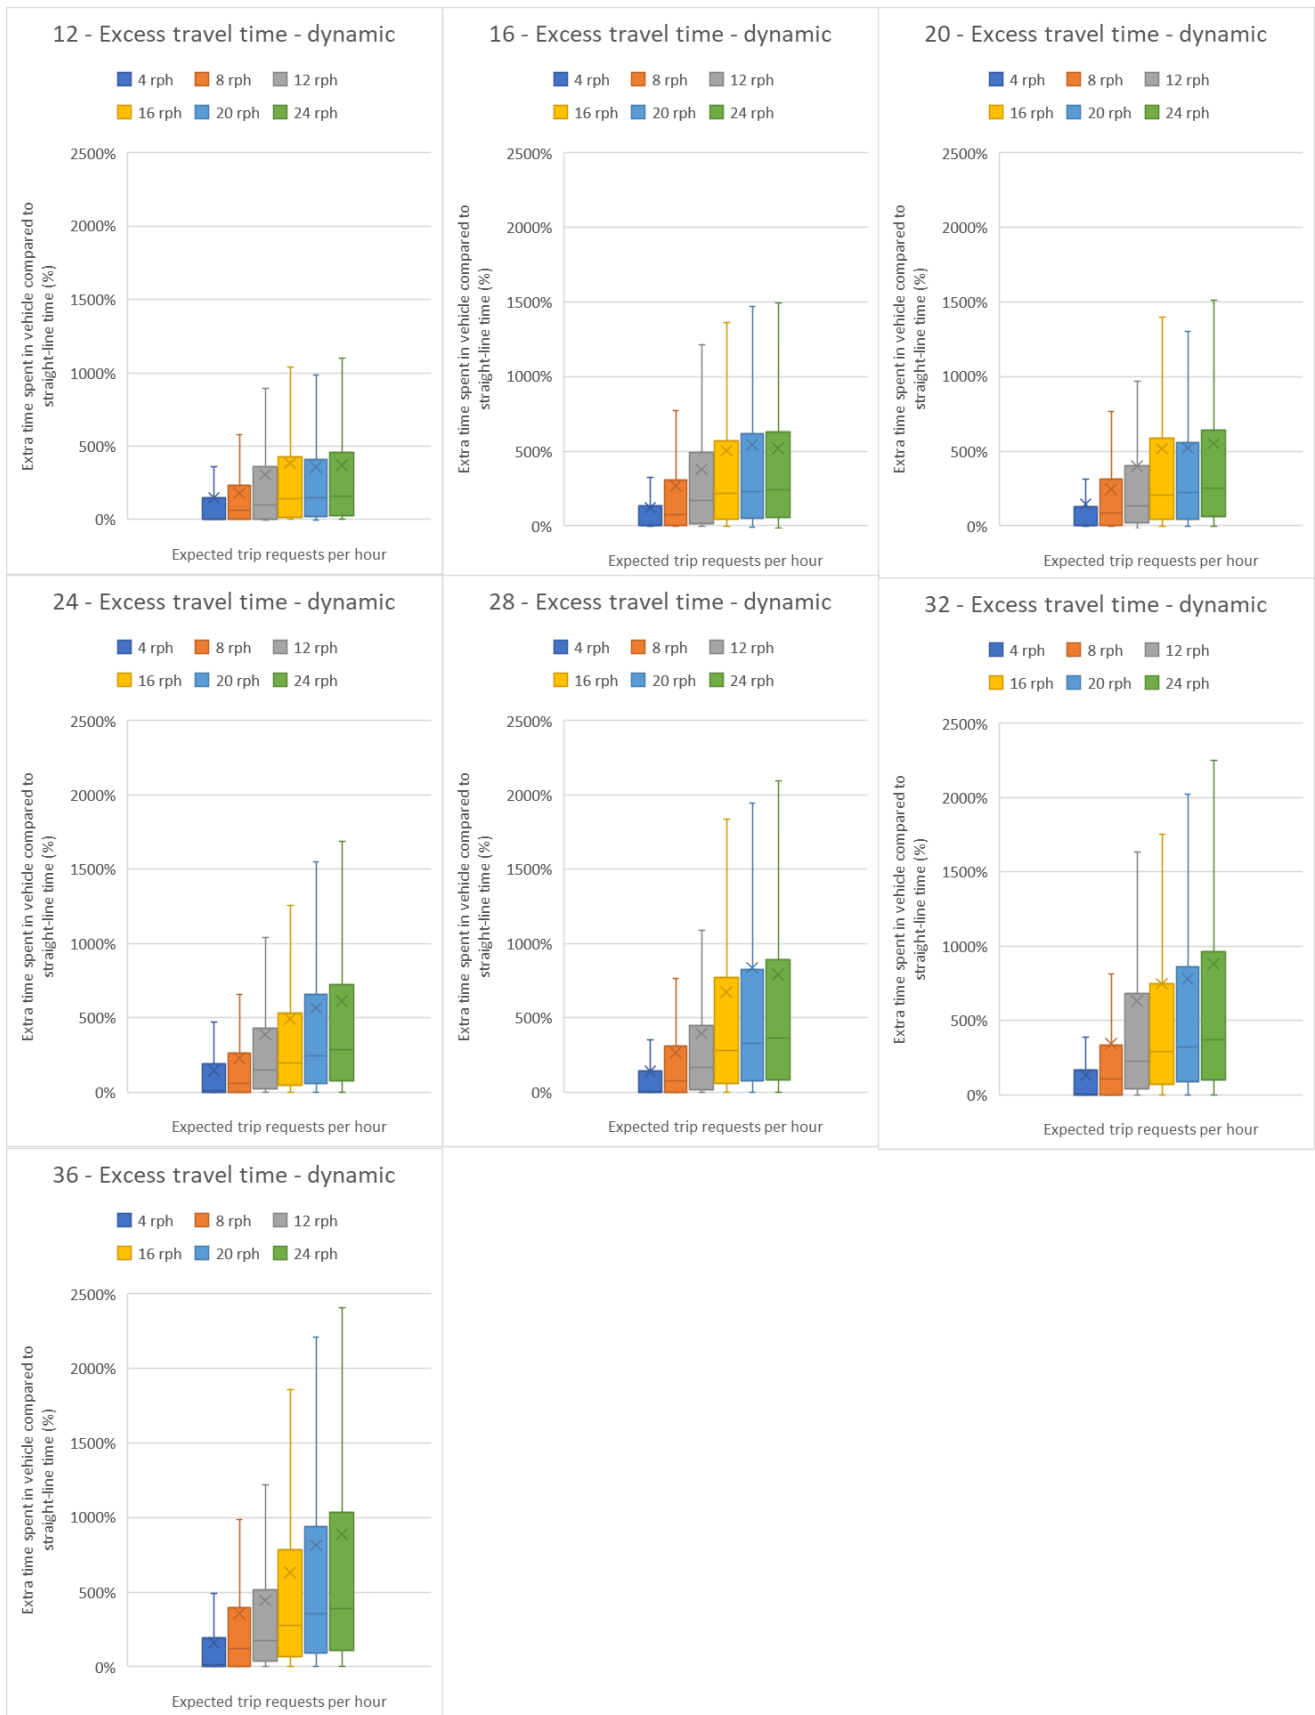 12 - Excess travel time - dynamic
4 rph 8 rph 12 rph
16 rph 20 rph 24 rph
Extra time spent in vehicle compared to
straight-line time (%)
2500%
2000%
1500%
1000%
500%
0%
Expected trip requests per hour
16 - Excess travel time - dynamic
4 rph 8 rph 12 rph
16 rph 20 rph 24 rph
Extra time spent in vehicle compared to
straight-line time (%)
2500%
2000%
1500%
1000%
500%
0%
Expected trip requests per hour
20 - Excess travel time - dynamic
4 rph 8 rph 12 rph
16 rph 20 rph 24 rph
Extra time spent in vehicle compared to
straight-line time (%)
2500%
2000%
1500%
1000%
500%
0%
Expected trip requests per hour
24 - Excess travel time - dynamic
4 rph 8 rph 12 rph
16 rph 20 rph 24 rph
Extra time spent in vehicle compared to
straight-line time (%)
2500%
2000%
1500%
1000%
500%
0%
Expected trip requests per hour
28 - Excess travel time - dynamic
4 rph 8 rph 12 rph
16 rph 20 rph 24 rph
Extra time spent in vehicle compared to
straight-line time (%)
2500%
2000%
1500%
1000%
500%
0%
Expected trip requests per hour
32 - Excess travel time - dynamic
4 rph 8 rph 12 rph
16 rph 20 rph 24 rph
Extra time spent in vehicle compared to
straight-line time (%)
2500%
2000%
1500%
1000%
500%
0%
Expected trip requests per hour
36 - Excess travel time - dynamic
4 rph 8 rph 12 rph
16 rph 20 rph 24 rph
Extra time spent in vehicle compared to
straight-line time (%)
2500%
2000%
1500%
1000%
500%
0%
Expected trip requests per hour